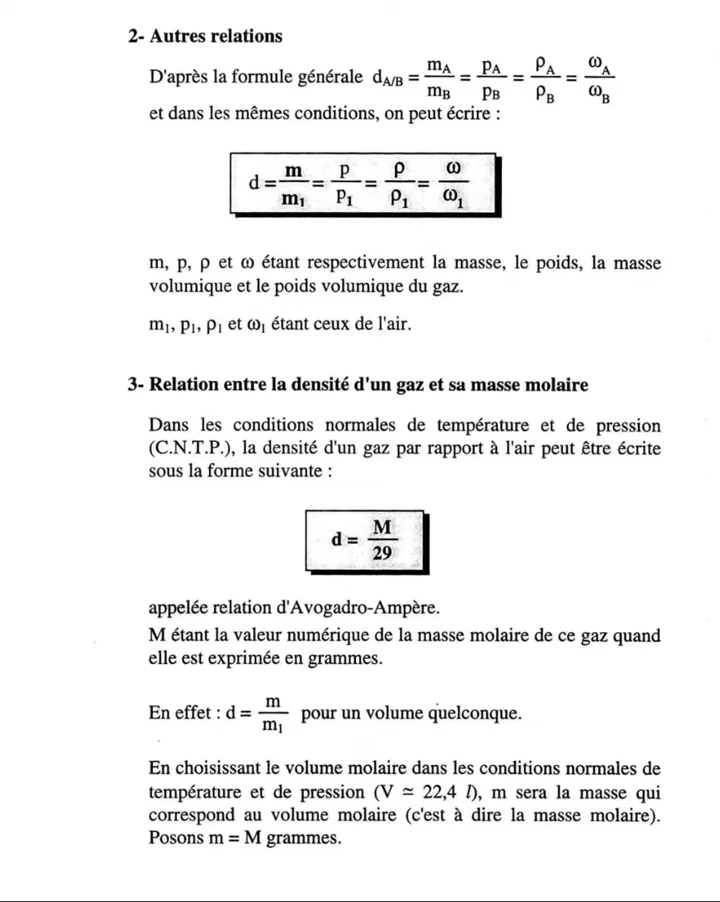 2- Autres relations
D'après la formule générale d_A/B = m_A/m_B = p_A/p_B = ρ_A/ρ_B = ω_A/ω_B
et dans les mêmes conditions, on peut écrire :
d = m/m₁ = p/p₁ = ρ/ρ₁ = ω/ω₁
m, p, ρ et ω étant respectivement la masse, le poids, la masse
volumique et le poids volumique du gaz.
m₁, p₁, ρ₁ et ω₁ étant ceux de l'air.
3- Relation entre la densité d'un gaz et sa masse molaire
Dans les conditions normales de température et de pression
(C.N.T.P.), la densité d'un gaz par rapport à l'air peut être écrite
sous la forme suivante :
d = M/29
appelée relation d'Avogadro-Ampère.
M étant la valeur numérique de la masse molaire de ce gaz quand
elle est exprimée en grammes.
En effet : d = m/m₁ pour un volume quelconque.
En choisissant le volume molaire dans les conditions normales de
température et de pression (V ≃ 22,4 l), m sera la masse qui
correspond au volume molaire (c'est à dire la masse molaire).
Posons m = M grammes.